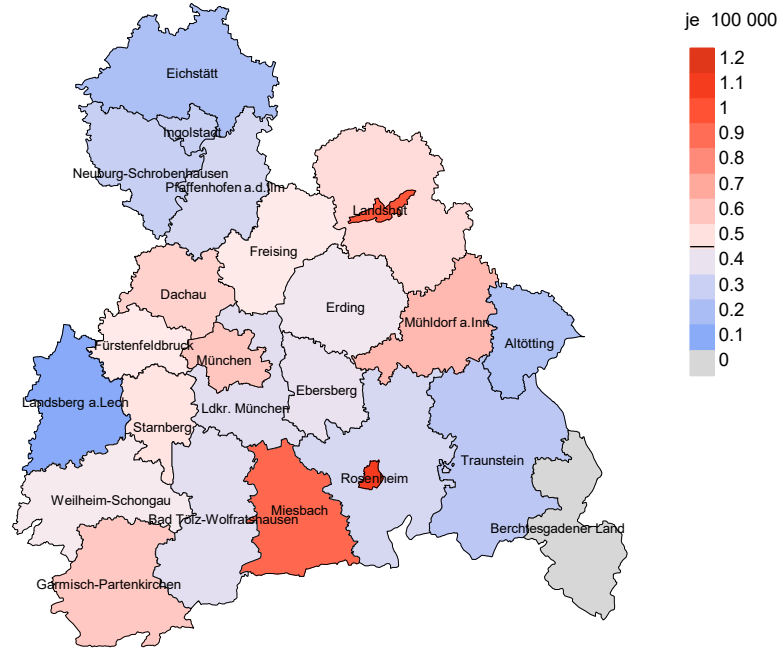 je 100 000
1.2
1.1
1
0.9
0.8
0.7
0.6
0.5
0.4
0.3
0.2
0.1
0
Eichstätt
Ingolstadt
Neuburg-Schrobenhausen
Pfaffenhofen a.d.Ilm
Landshut
Freising
Dachau
Erding
Mühldorf a.Inn
Altötting
Fürstenfeldbruck
München
Ebersberg
Landsberg a.Lech
Ldkr. München
Starnberg
Traunstein
Rosenheim
Weilheim-Schongau
Miesbach
Bad Tölz-Wolfratshausen
Berchtesgadener Land
Garmisch-Partenkirchen